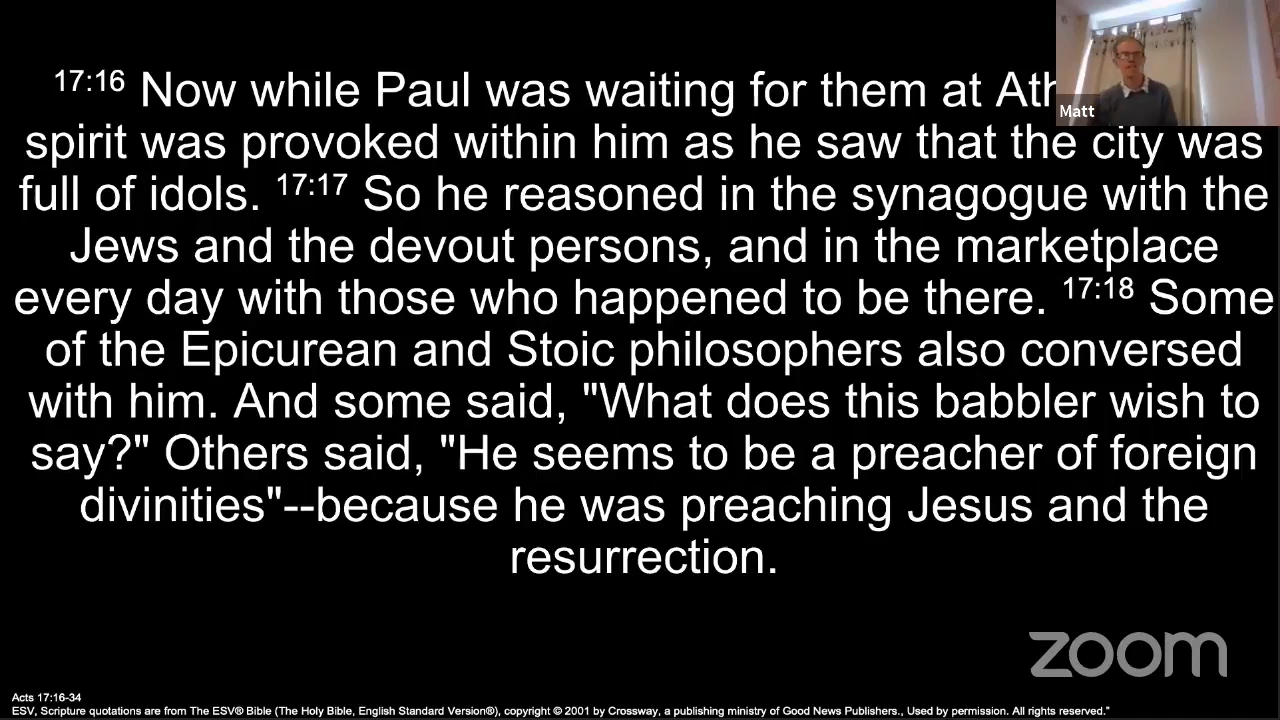 17:16 Now while Paul was waiting for them at Ath
spirit was provoked within him as he saw that the city was
full of idols. 17:17 So he reasoned in the synagogue with the
Jews and the devout persons, and in the marketplace
every day with those who happened to be there. 17:18 Some
of the Epicurean and Stoic philosophers also conversed
with him. And some said, "What does this babbler wish to
say?" Others said, "He seems to be a preacher of foreign
divinities"--because he was preaching Jesus and the
resurrection.
Matt
zoom
Acts 17:16-34
ESV, Scripture quotations are from The ESV® Bible (The Holy Bible, English Standard Version®), copyright © 2001 by Crossway, a publishing ministry of Good News Publishers., Used by permission. All rights reserved."